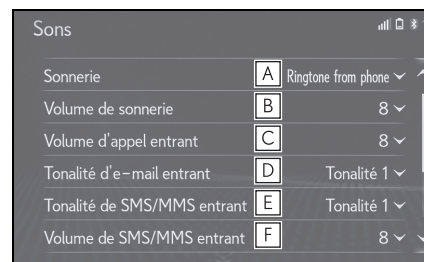 Sons
Sonnerie A Ringtone from phone
Volume de sonnerie B 8
Volume d'appel entrant C 8
Tonalité d'e-mail entrant D Tonalité 1
Tonalité de SMS/MMS entrant E Tonalité 1
Volume de SMS/MMS entrant F 8